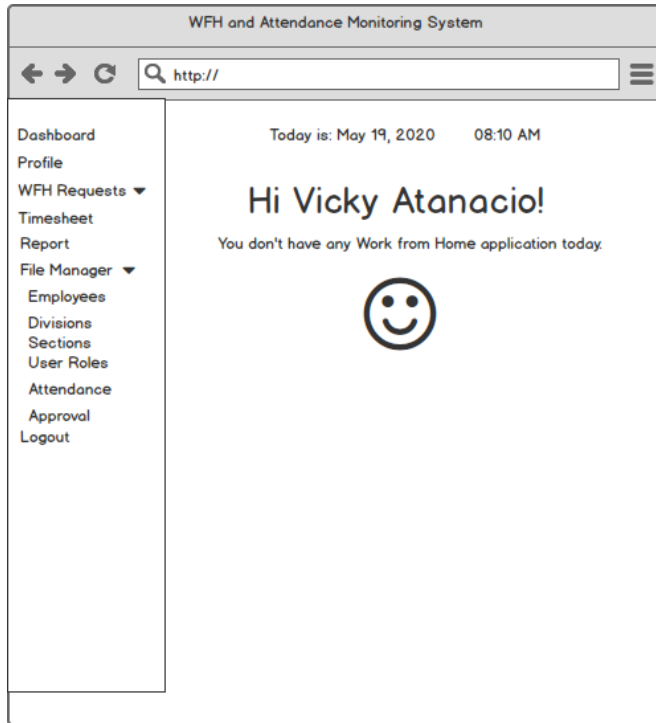 WFH and Attendance Monitoring System
http://
Dashboard
Profile
WFH Requests
Timesheet
Report
File Manager
Employees
Divisions
Sections
User Roles
Attendance
Approval
Logout
Today is: May 19, 2020 08:10 AM
Hi Vicky Atanacio!
You don't have any Work from Home application today.